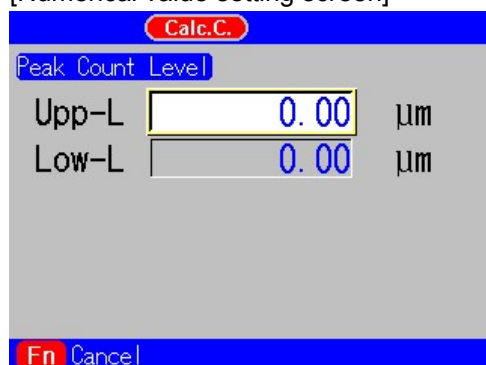 [Numerical value setting screen]
Calc.C.
Peak Count Level
Upp-L 0.00 μm
Low-L 0.00 μm
Fn Cancel